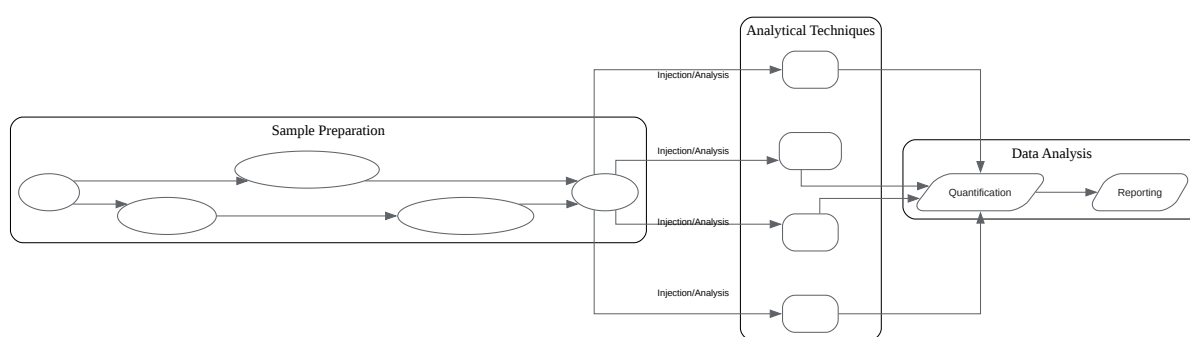 Analytical Techniques
Injection/Analysis
Sample Preparation
Injection/Analysis
Data Analysis
Quantification
Reporting
Injection/Analysis
Injection/Analysis